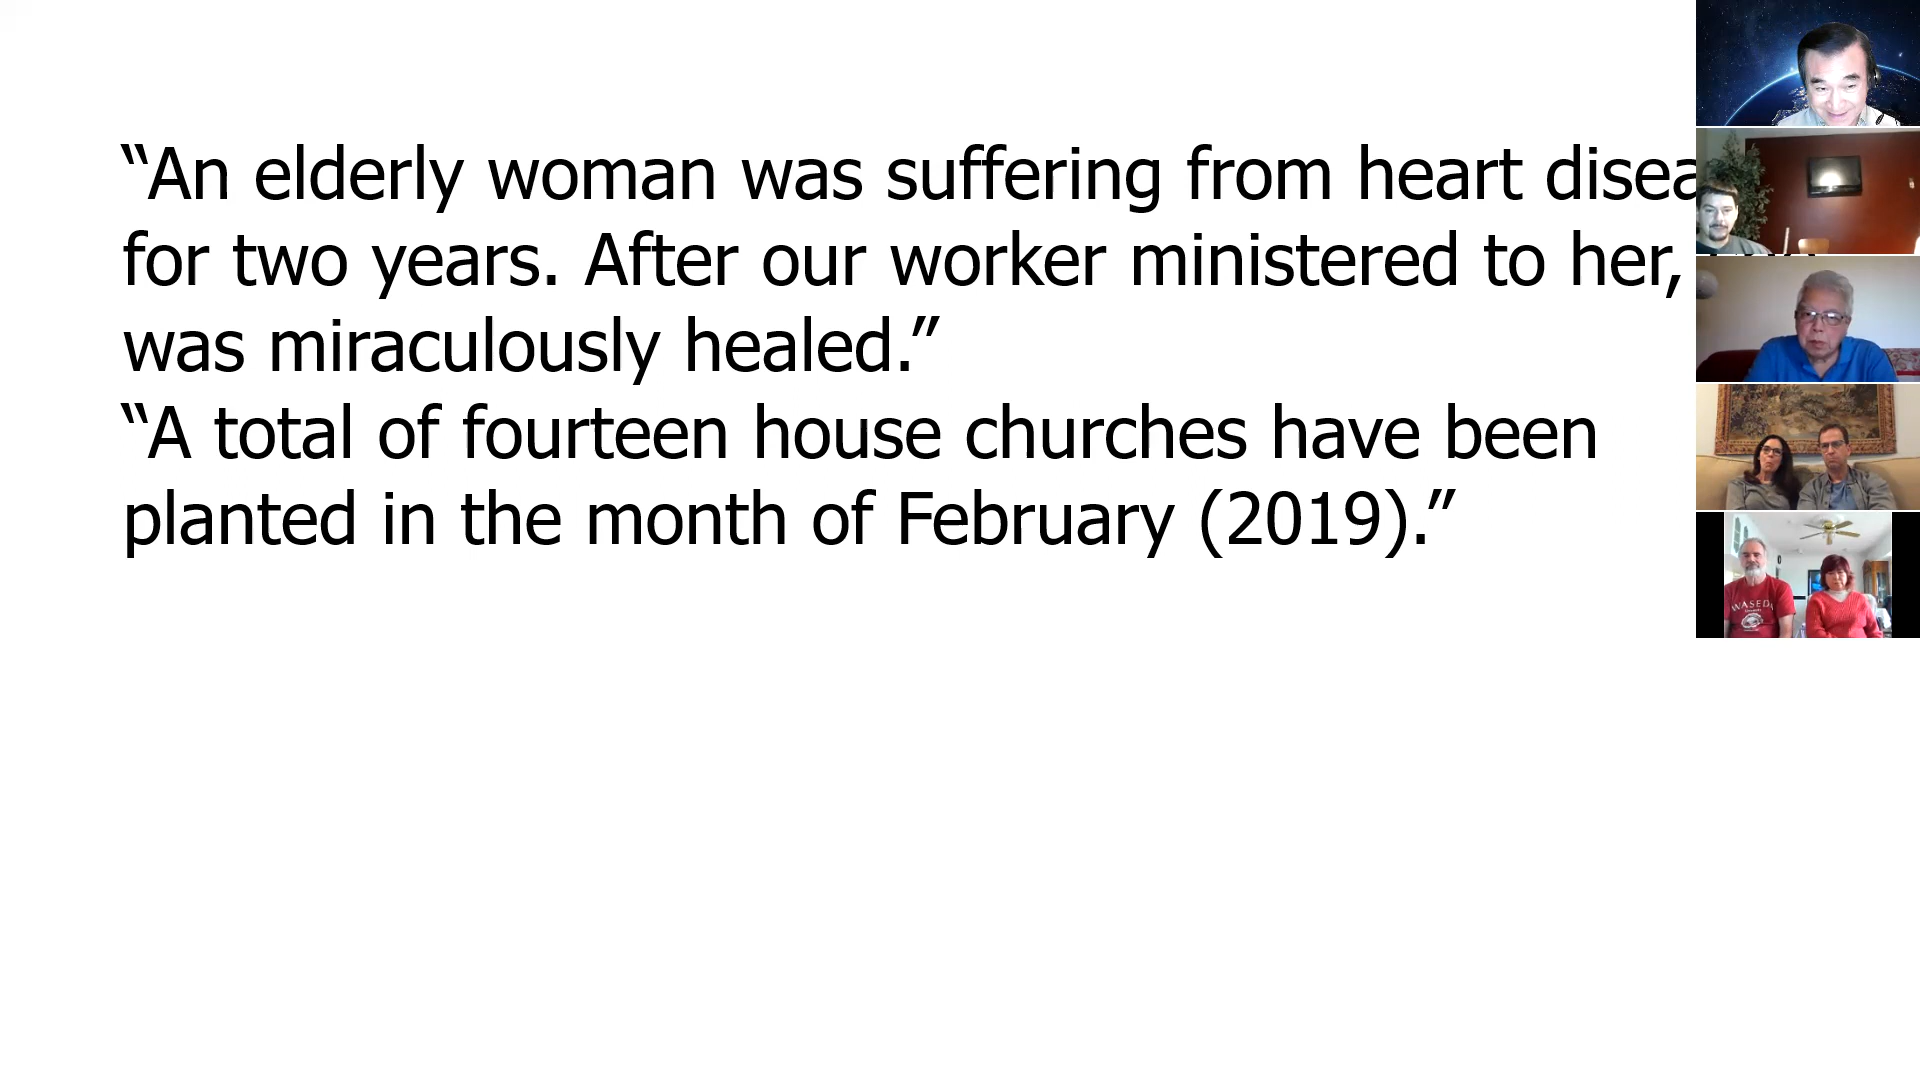 “An elderly woman was suffering from heart disea
for two years. After our worker ministered to her,
was miraculously healed.”
“A total of fourteen house churches have been
planted in the month of February (2019).”
WASED